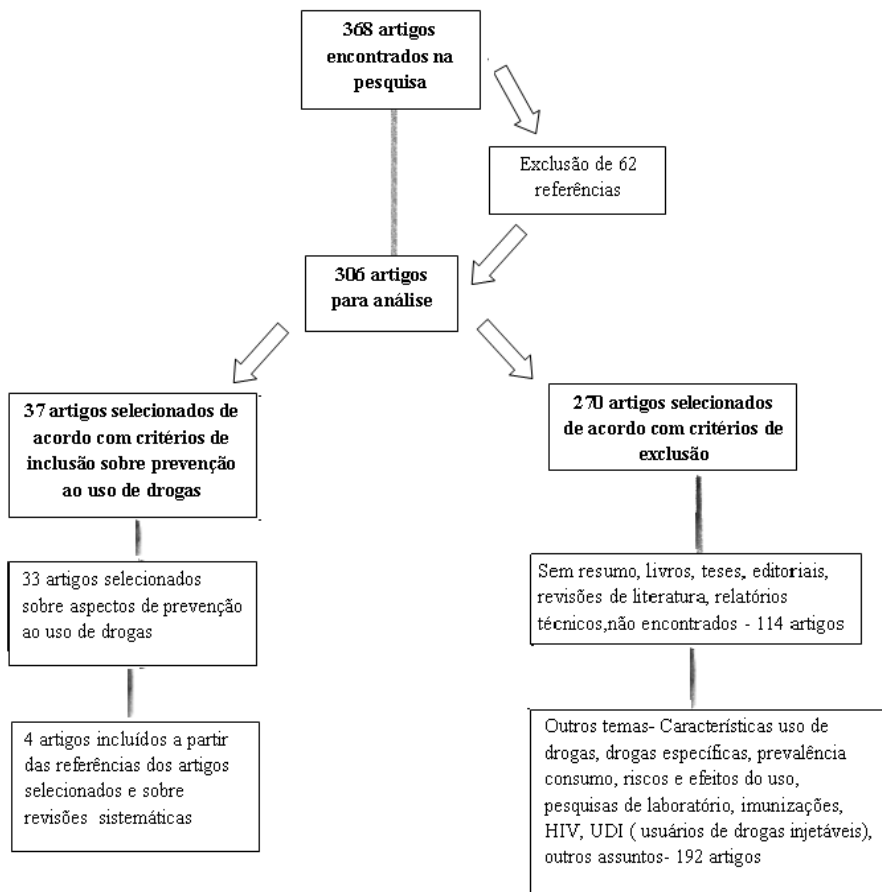 368 artigos
encontrados na
pesquisa
Exclusão de 62
referências
306 artigos
para análise
37 artigos selecionados de
acordo com critérios de
inclusão sobre prevenção
ao uso de drogas
270 artigos selecionados
de acordo com critérios de
exclusão
33 artigos selecionados
sobre aspectos de prevenção
ao uso de drogas
Sem resumo, livros, teses, editoriais,
revisões de literatura, relatórios
técnicos,não encontrados - 114 artigos
4 artigos incluídos a partir
das referências dos artigos
selecionados e sobre
revisões sistemáticas
Outros temas- Características uso de
drogas, drogas específicas, prevalência
consumo, riscos e efeitos do uso,
pesquisas de laboratório, imunizações,
HIV, UDI ( usuários de drogas injetáveis),
outros assuntos- 192 artigos